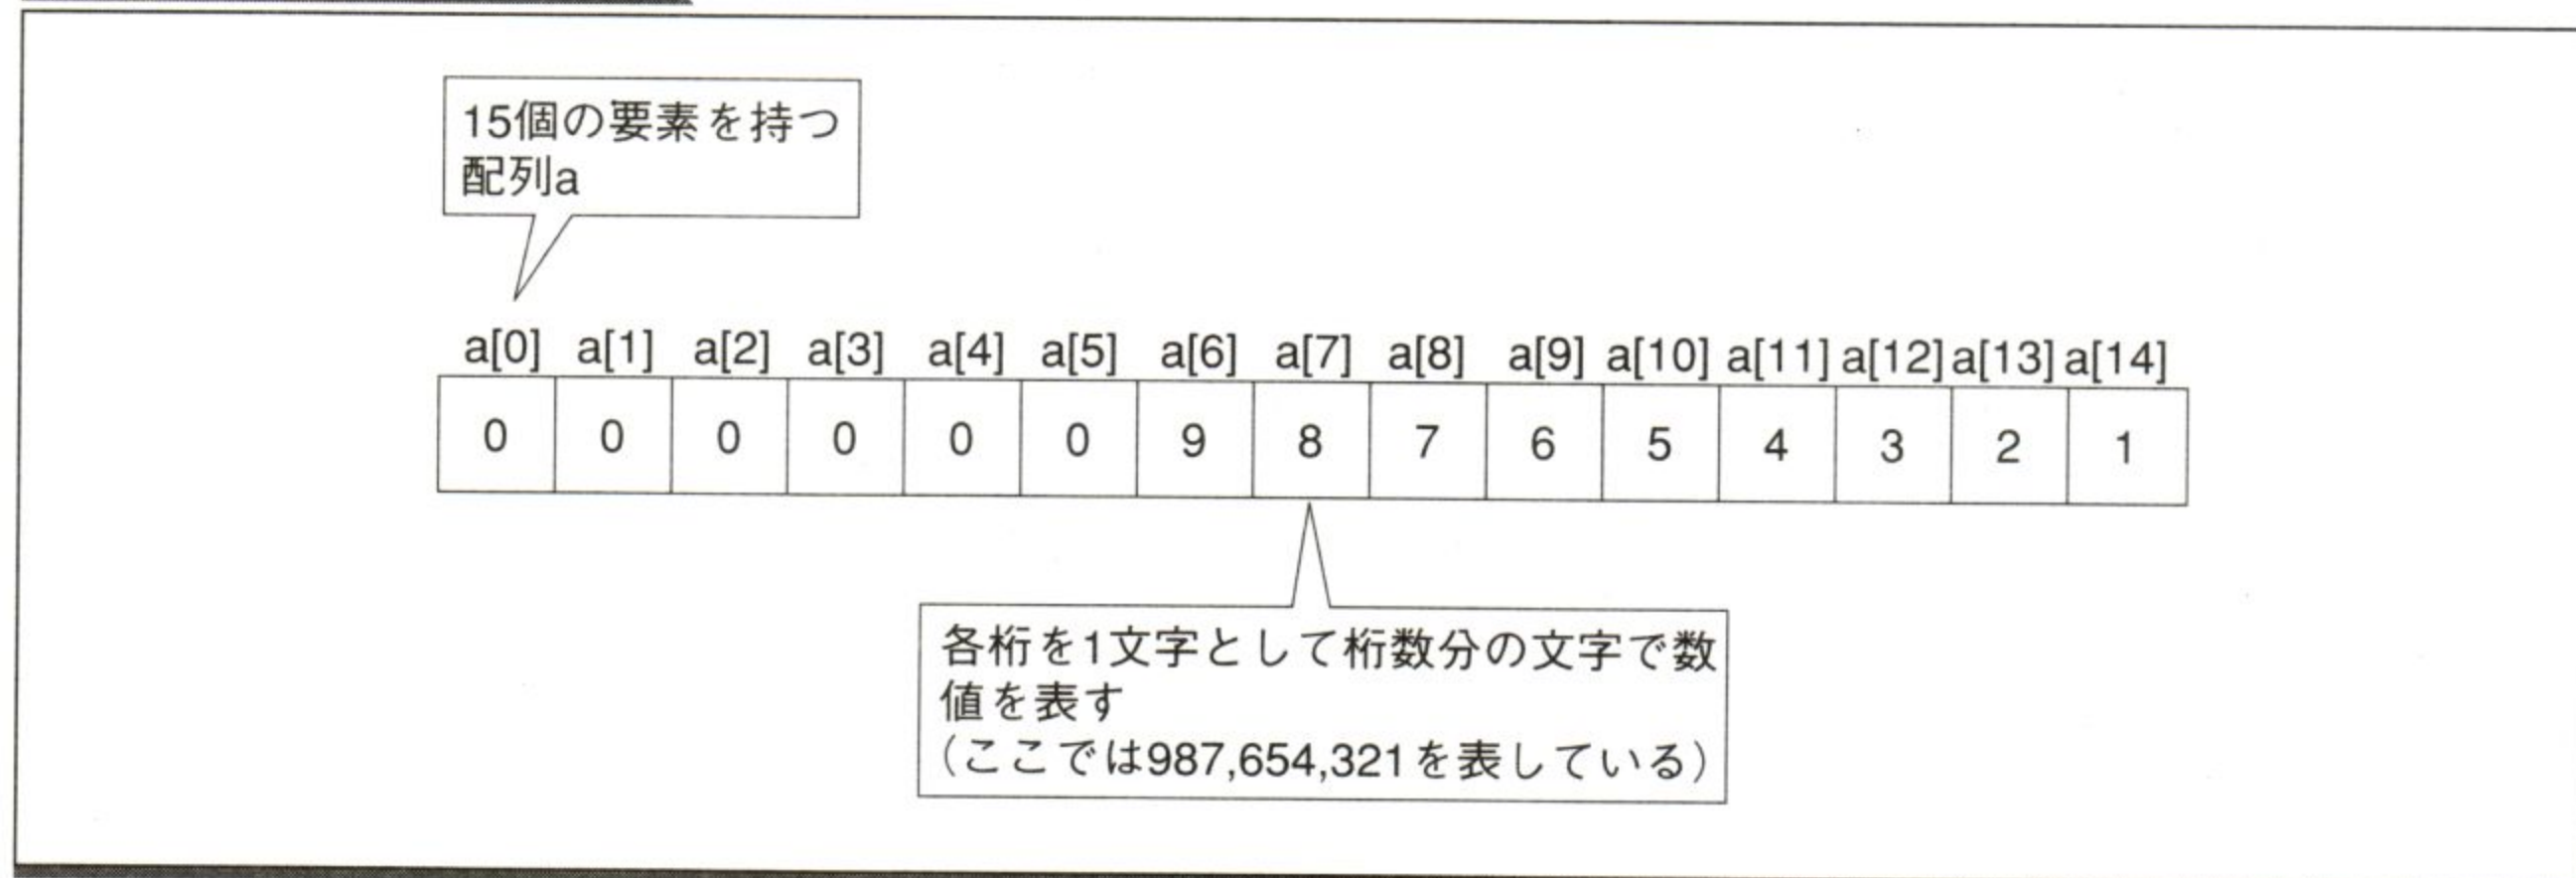 15個の要素を持つ
配列a
a[0] a[1] a[2] a[3] a[4] a[5] a[6] a[7] a[8] a[9] a[10] a[11] a[12] a[13] a[14]
0 0 0 0 0 0 9 8 7 6 5 4 3 2 1
各桁を1文字として桁数分の文字で数
値を表す
（ここでは987,654,321を表している）